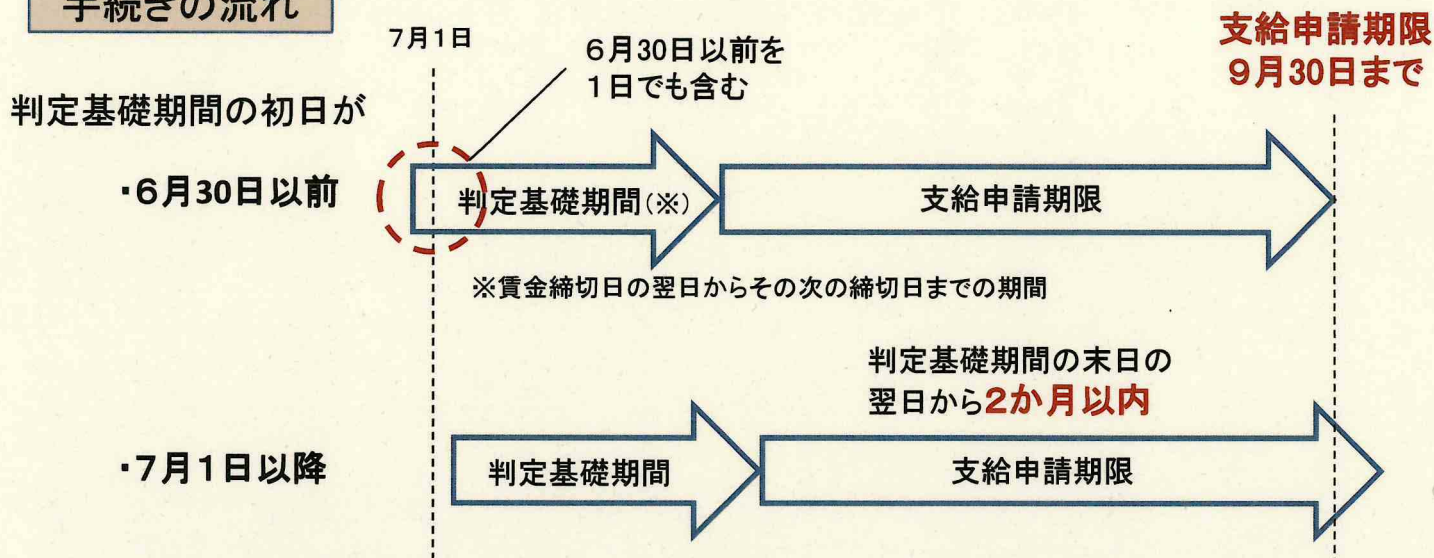 手続きの流れ
7月1日
6月30日以前を
1日でも含む
支給申請期限
9月30日まで
判定基礎期間の初日が
・6月30日以前
判定基礎期間(※)
支給申請期限
※賃金締切日の翌日からその次の締切日までの期間
判定基礎期間の末日の
翌日から2か月以内
・7月1日以降
判定基礎期間
支給申請期限